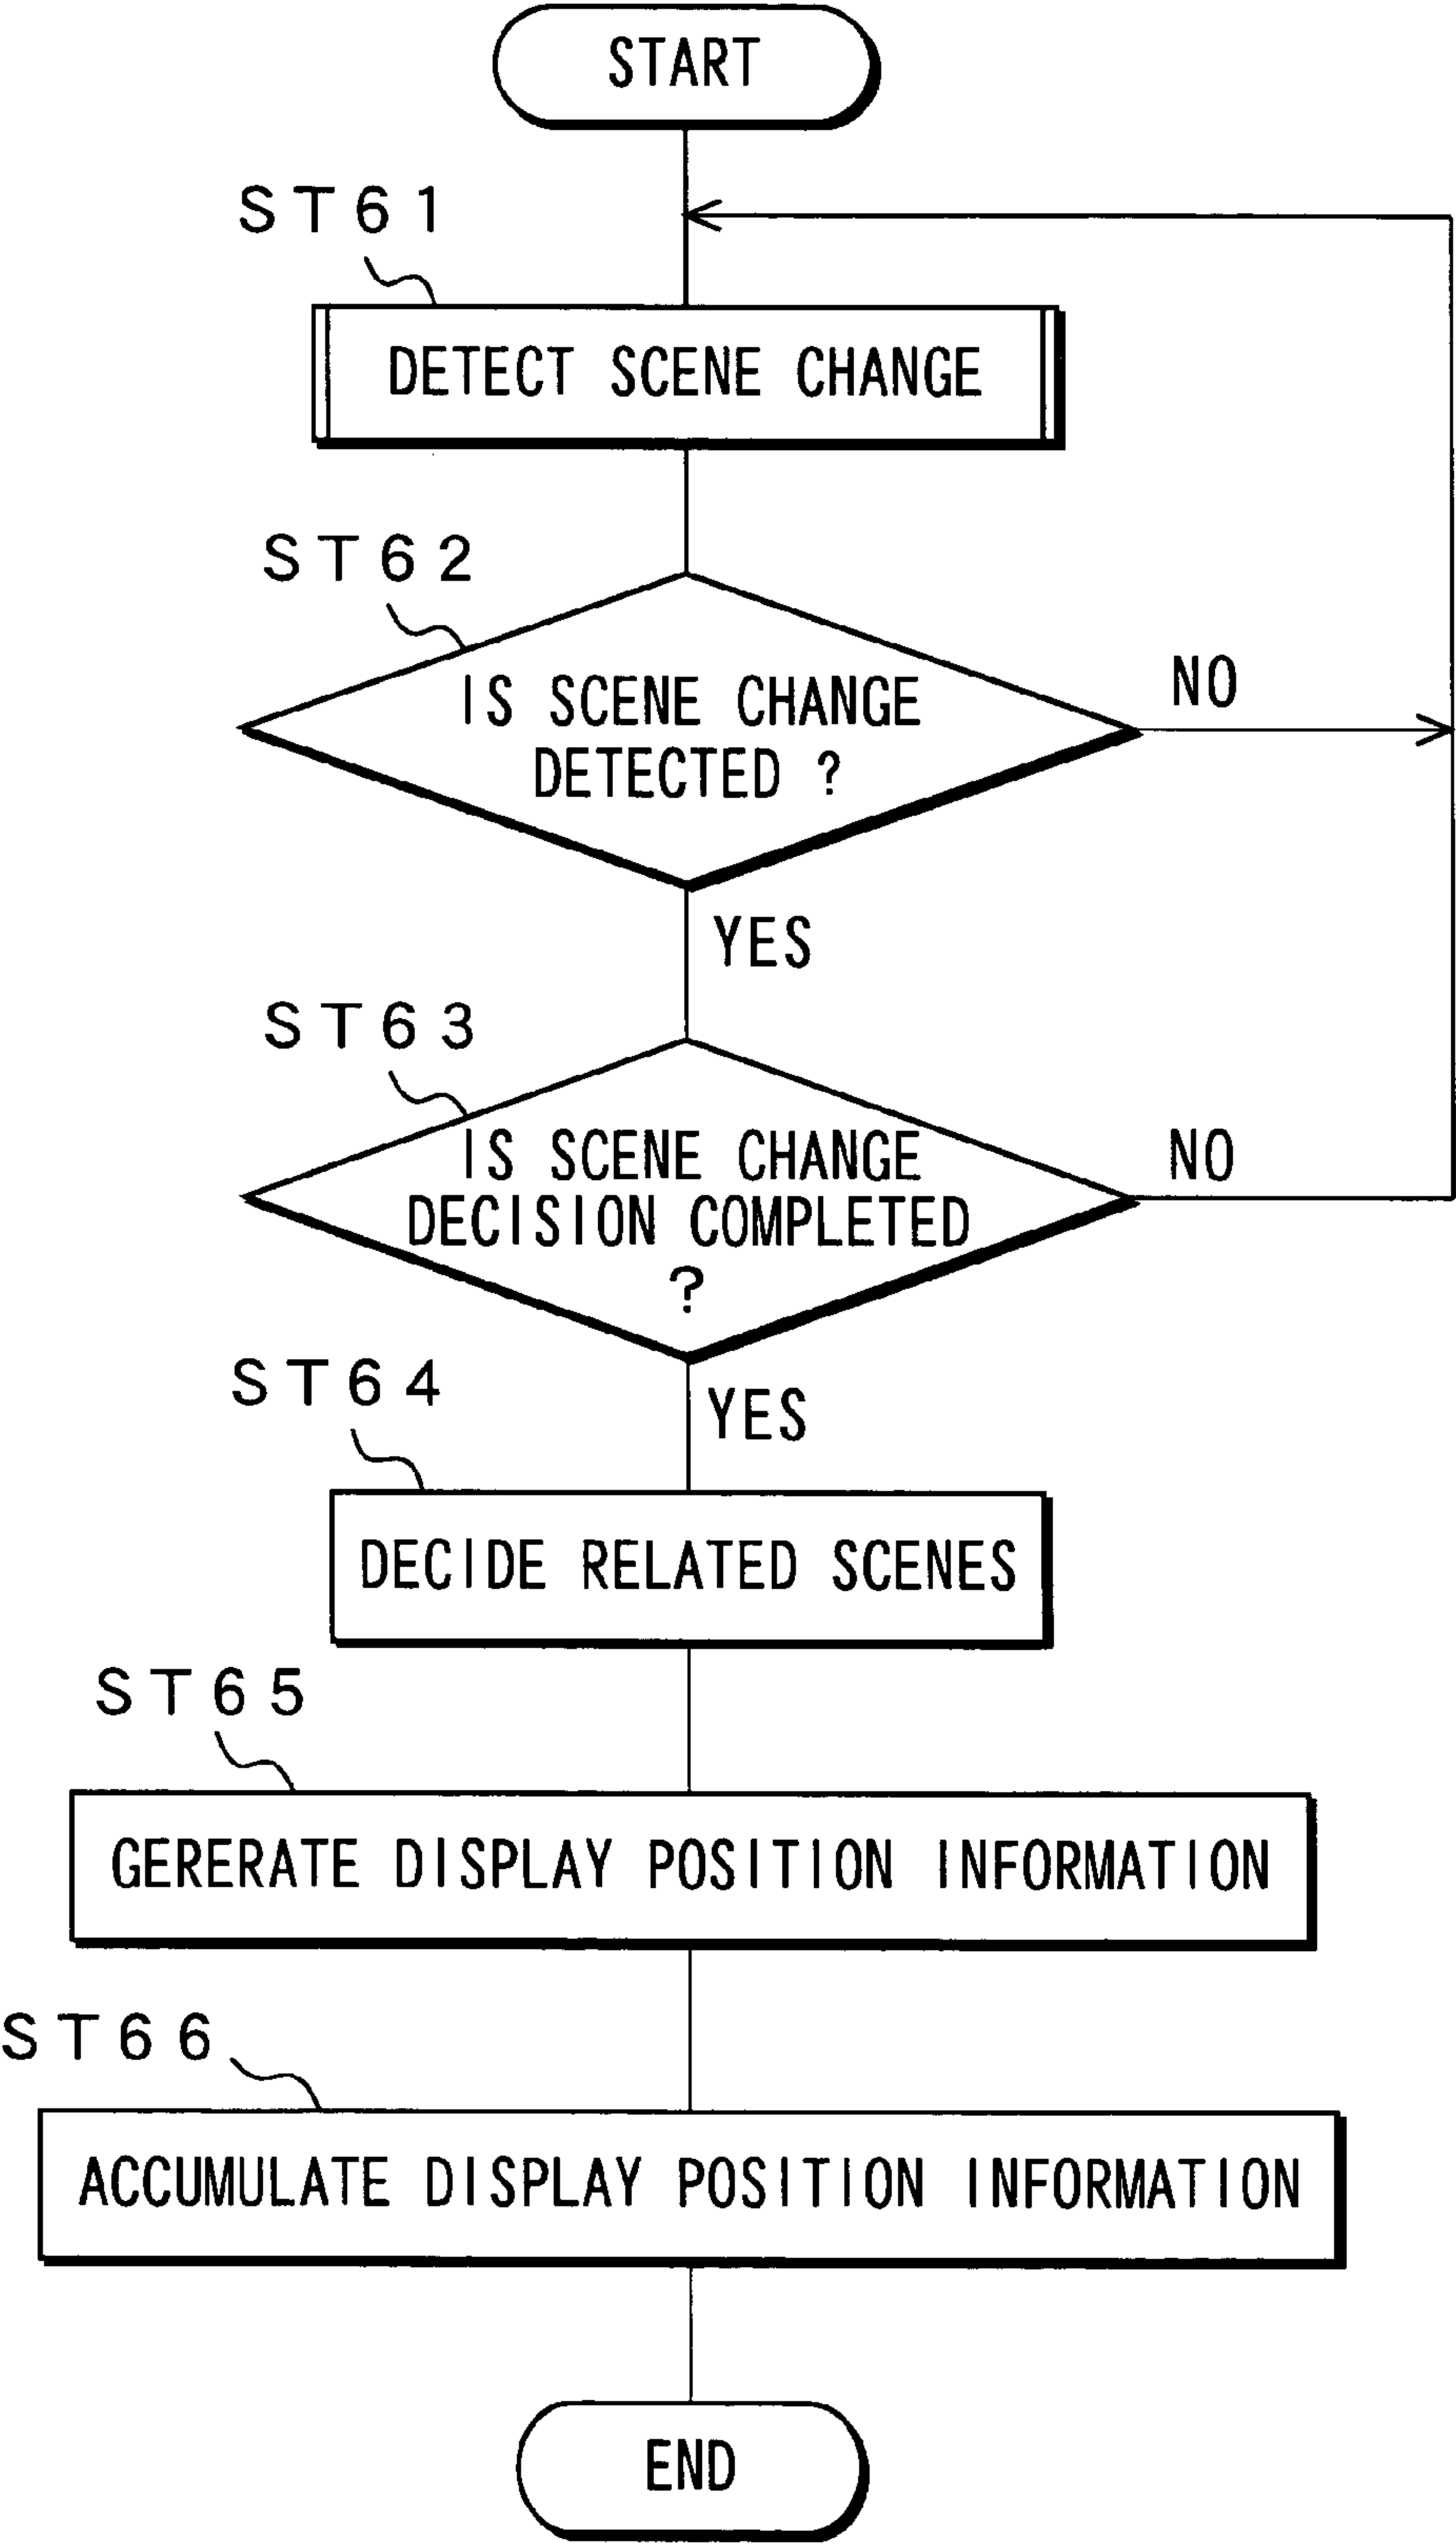 START
ST61
DETECT SCENE CHANGE
ST62
IS SCENE CHANGE
DETECTED ?
NO
YES
ST63
IS SCENE CHANGE
DECISION COMPLETED
?
NO
YES
ST64
DECIDE RELATED SCENES
ST65
GERERATE DISPLAY POSITION INFORMATION
ST66
ACCUMULATE DISPLAY POSITION INFORMATION
END